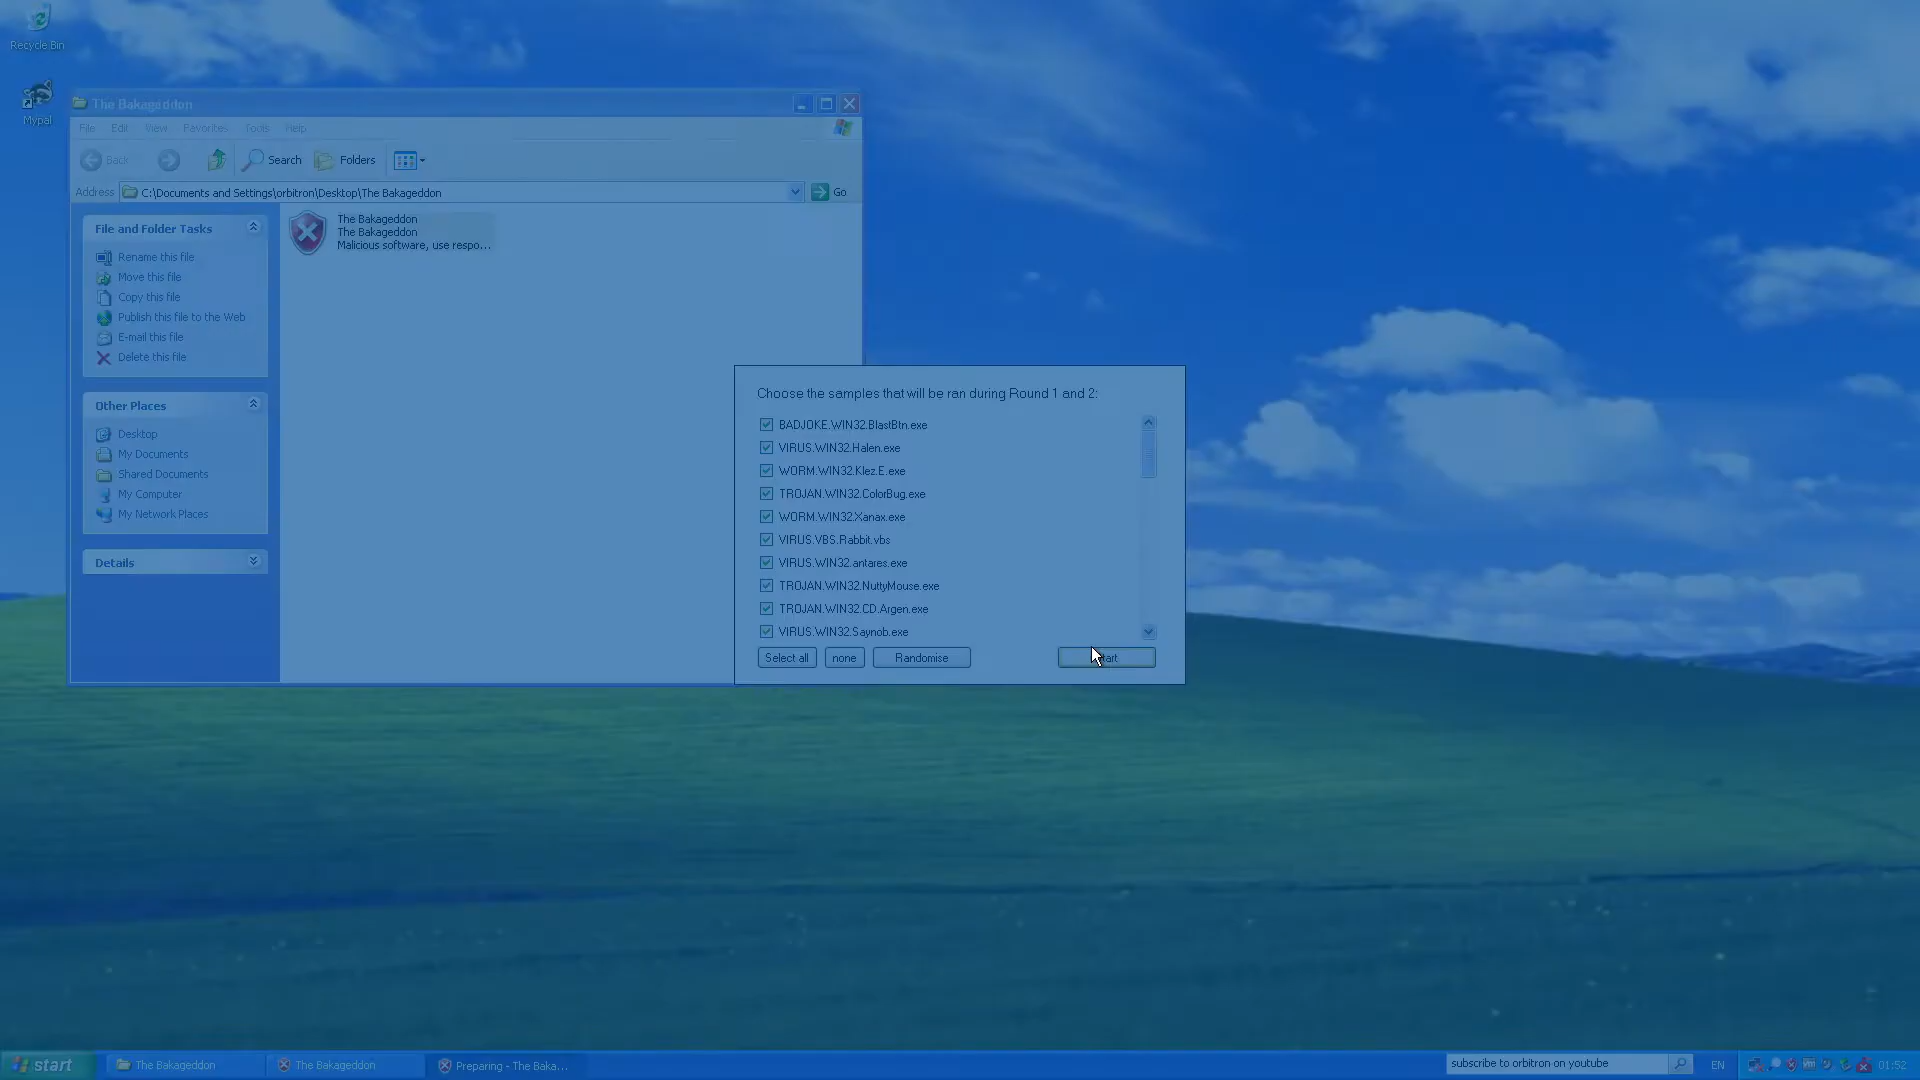 Recycle Bin
Mypal
The Bakageddon
File Edit View Favorites Tools Help
Back Search Folders
Address C:\Documents and Settings\orbitron\Desktop\The Bakageddon Go
File and Folder Tasks
Rename this file
Move this file
Copy this file
Publish this file to the Web
E-mail this file
Delete this file
Other Places
Desktop
My Documents
Shared Documents
My Computer
My Network Places
Details
The Bakageddon
The Bakageddon
Malicious software, use respo...
Choose the samples that will be ran during Round 1 and 2:
BADJOKE.WIN32.BlastBtn.exe
VIRUS.WIN32.Halen.exe
WORM.WIN32.Klez.E.exe
TROJAN.WIN32.ColorBug.exe
WORM.WIN32.Xanax.exe
VIRUS.VBS.Rabbit.vbs
VIRUS.WIN32.antares.exe
TROJAN.WIN32.NuttyMouse.exe
TROJAN.WIN32.CD.Argen.exe
VIRUS.WIN32.Saynob.exe
Select all none Randomise
start The Bakageddon The Bakageddon Preparing - The Baka... subscribe to orbitron on youtube EN 01:52